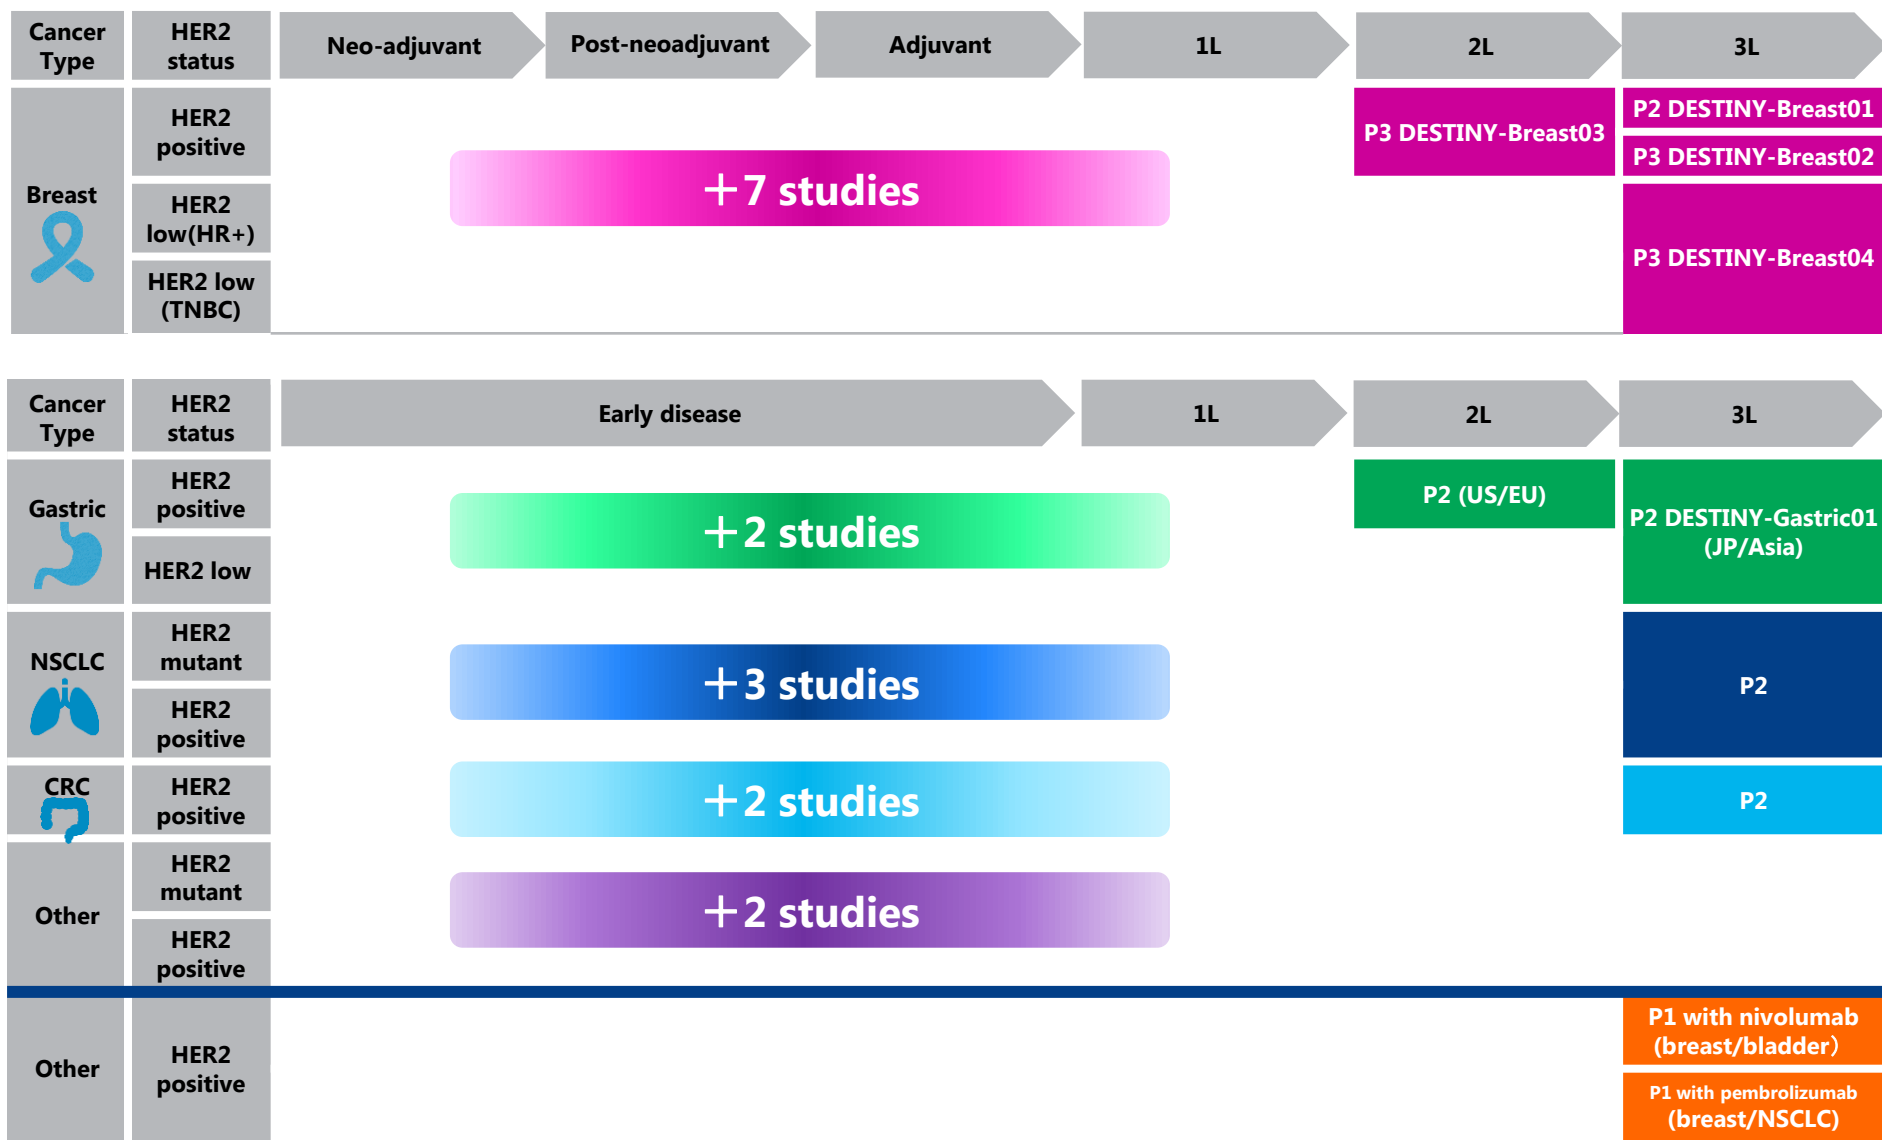 Cancer
Type
HER2
status
Neo-adjuvant
Post-neoadjuvant
Adjuvant
1L
2L
3L
Breast
HER2
positive
HER2
low(HR+)
HER2 low
(TNBC)
+7 studies
P3 DESTINY-Breast03
P2 DESTINY-Breast01
P3 DESTINY-Breast02
P3 DESTINY-Breast04
Cancer
Type
HER2
status
Early disease
1L
2L
3L
Gastric
HER2
positive
HER2 low
+2 studies
P2 (US/EU)
P2 DESTINY-Gastric01
(JP/Asia)
NSCLC
HER2
mutant
HER2
positive
+3 studies
P2
CRC
HER2
positive
+2 studies
P2
Other
HER2
mutant
HER2
positive
+2 studies
Other
HER2
positive
P1 with nivolumab
(breast/bladder）
P1 with pembrolizumab
(breast/NSCLC)